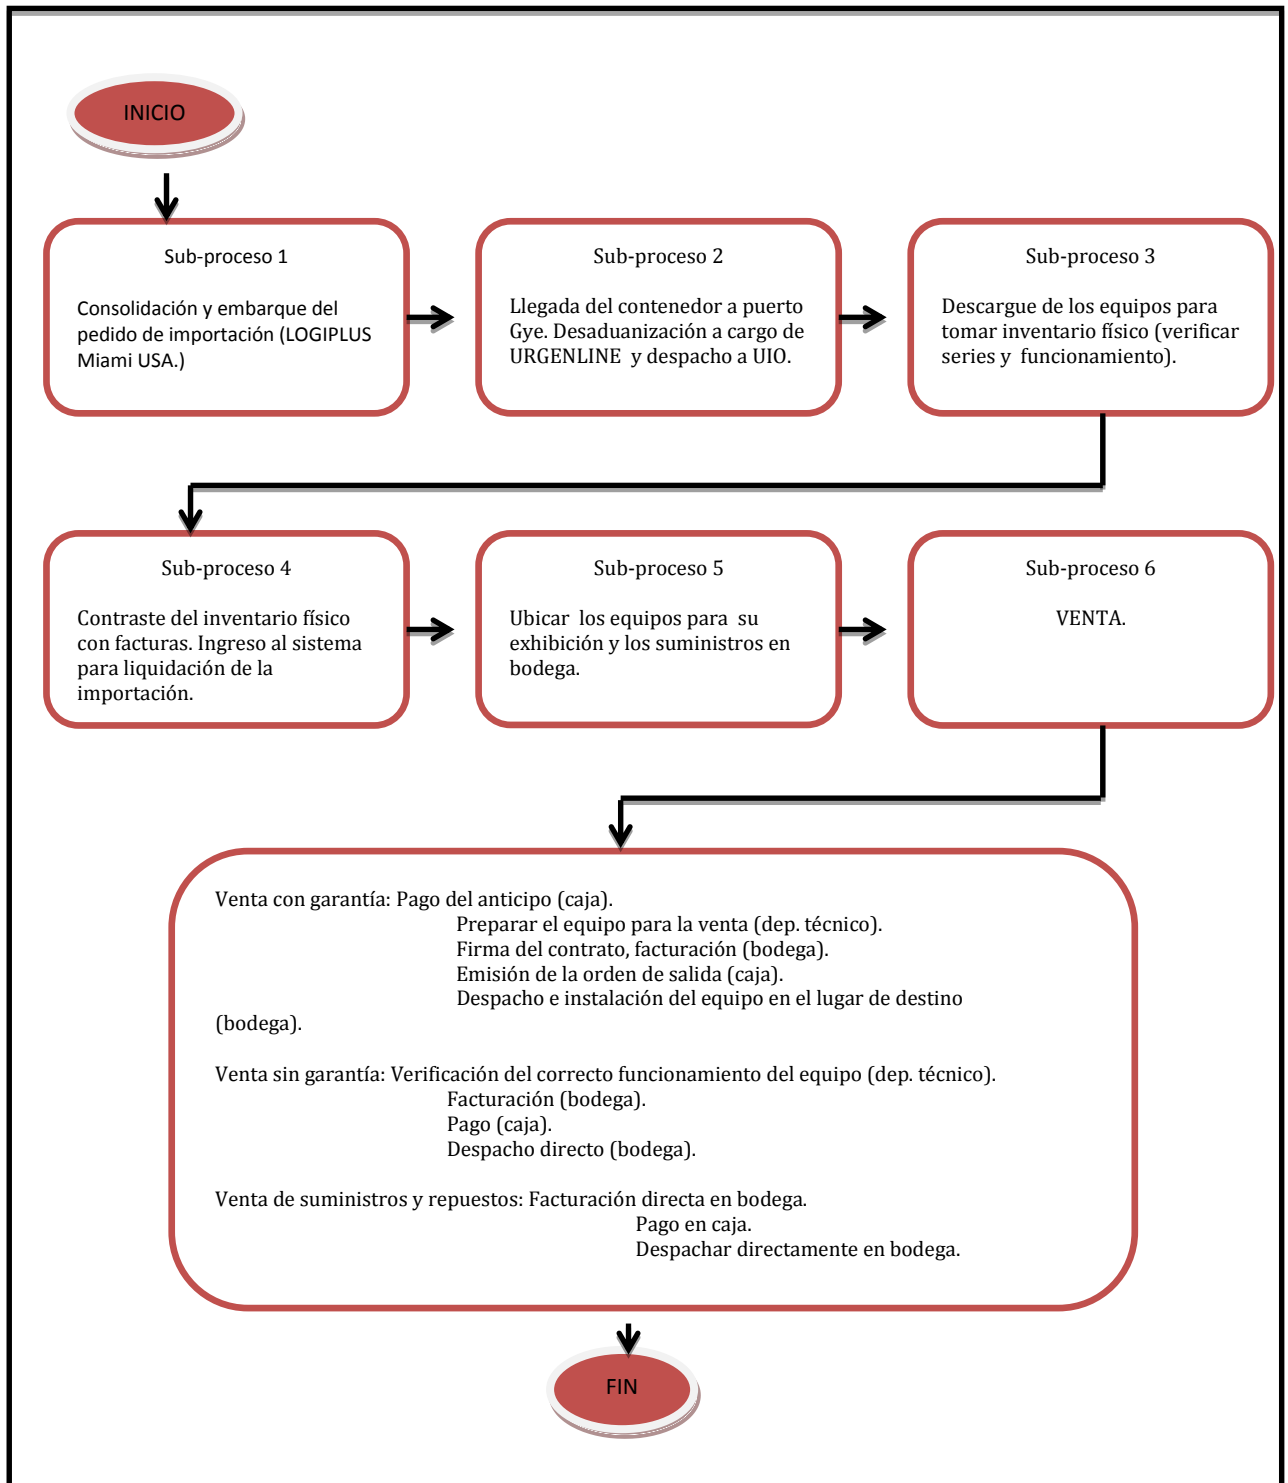 INICIO
Sub-proceso 1
Consolidación y embarque del
pedido de importación (LOGIPLUS
Miami USA.)
Sub-proceso 2
Llegada del contenedor a puerto
Gye. Desaduanización a cargo de
URGENLINE y despacho a UIO.
Sub-proceso 3
Descargue de los equipos para
tomar inventario físico (verificar
series y funcionamiento).
Sub-proceso 4
Contraste del inventario físico
con facturas. Ingreso al sistema
para liquidación de la
importación.
Sub-proceso 5
Ubicar los equipos para su
exhibición y los suministros en
bodega.
Sub-proceso 6
VENTA.
Venta con garantía: Pago del anticipo (caja).
Preparar el equipo para la venta (dep. técnico).
Firma del contrato, facturación (bodega).
Emisión de la orden de salida (caja).
Despacho e instalación del equipo en el lugar de destino
(bodega).
Venta sin garantía: Verificación del correcto funcionamiento del equipo (dep. técnico).
Facturación (bodega).
Pago (caja).
Despacho directo (bodega).
Venta de suministros y repuestos: Facturación directa en bodega.
Pago en caja.
Despachar directamente en bodega.
FIN